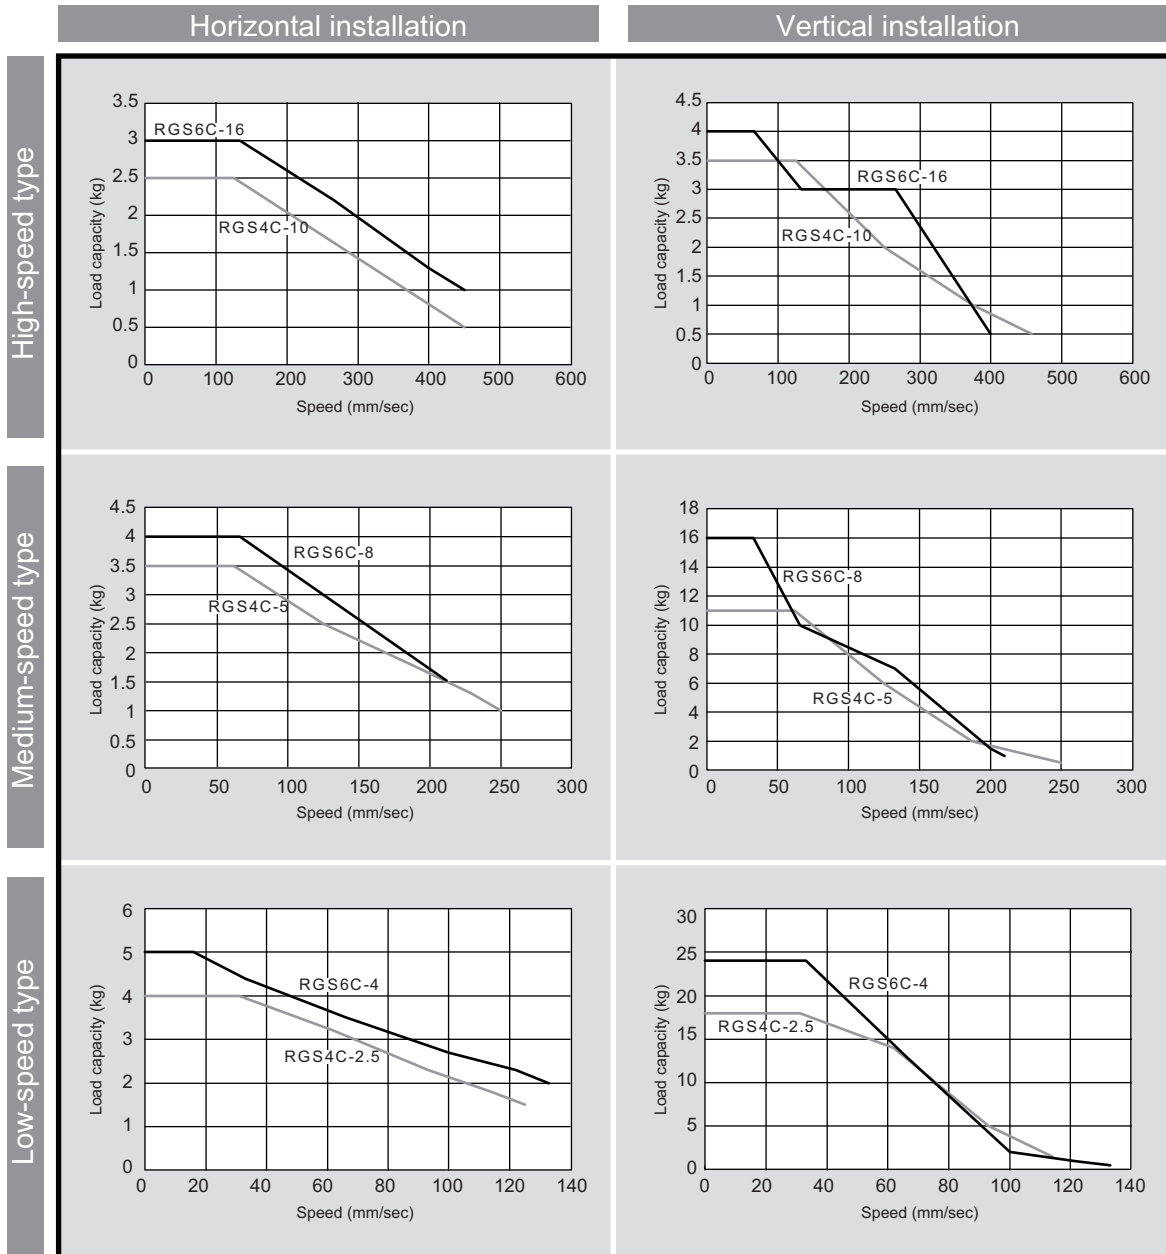 Horizontal installation
Vertical installation
High-speed type
3.5
3
2.5
2
1.5
1
0.5
0
Load capacity (kg)
RGS6C-16
RGS4C-10
0 100 200 300 400 500 600
Speed (mm/sec)
4.5
4
3.5
3
2.5
2
1.5
1
0.5
0
Load capacity (kg)
RGS6C-16
RGS4C-10
0 100 200 300 400 500 600
Speed (mm/sec)
Medium-speed type
4.5
4
3.5
3
2.5
2
1.5
1
0.5
0
Load capacity (kg)
RGS6C-8
RGS4C-5
0 50 100 150 200 250 300
Speed (mm/sec)
18
16
14
12
10
8
6
4
2
0
Load capacity (kg)
RGS6C-8
RGS4C-5
0 50 100 150 200 250 300
Speed (mm/sec)
Low-speed type
6
5
4
3
2
1
0
Load capacity (kg)
RGS6C-4
RGS4C-2.5
0 20 40 60 80 100 120 140
Speed (mm/sec)
30
25
20
15
10
5
0
Load capacity (kg)
RGS6C-4
RGS4C-2.5
0 20 40 60 80 100 120 140
Speed (mm/sec)